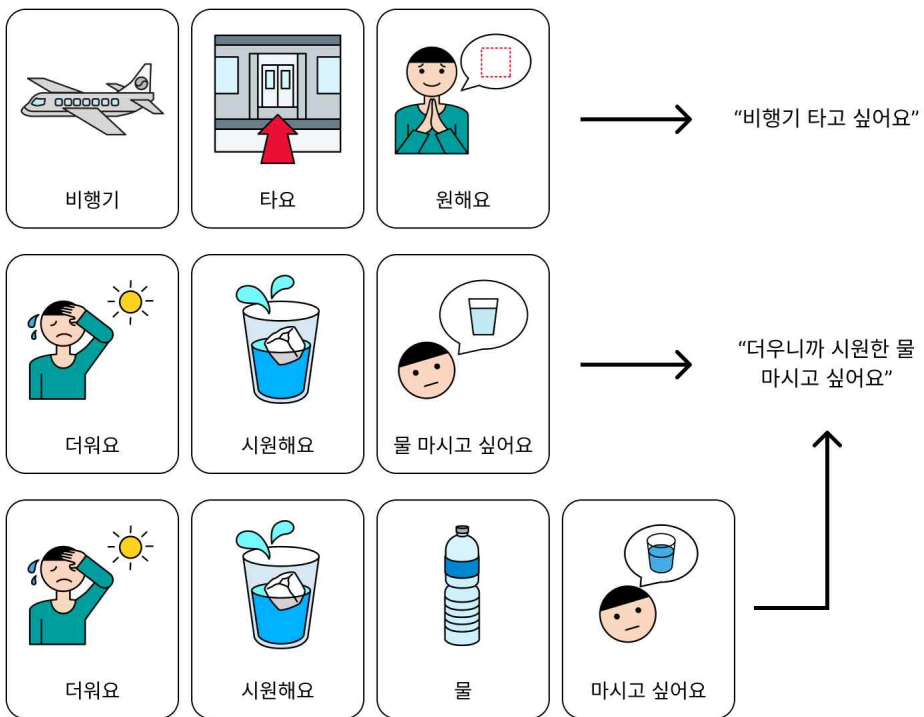 비행기
타요
원해요
“비행기 타고 싶어요”
더워요
시원해요
물 마시고 싶어요
“더우니까 시원한 물
마시고 싶어요”
더워요
시원해요
물
마시고 싶어요